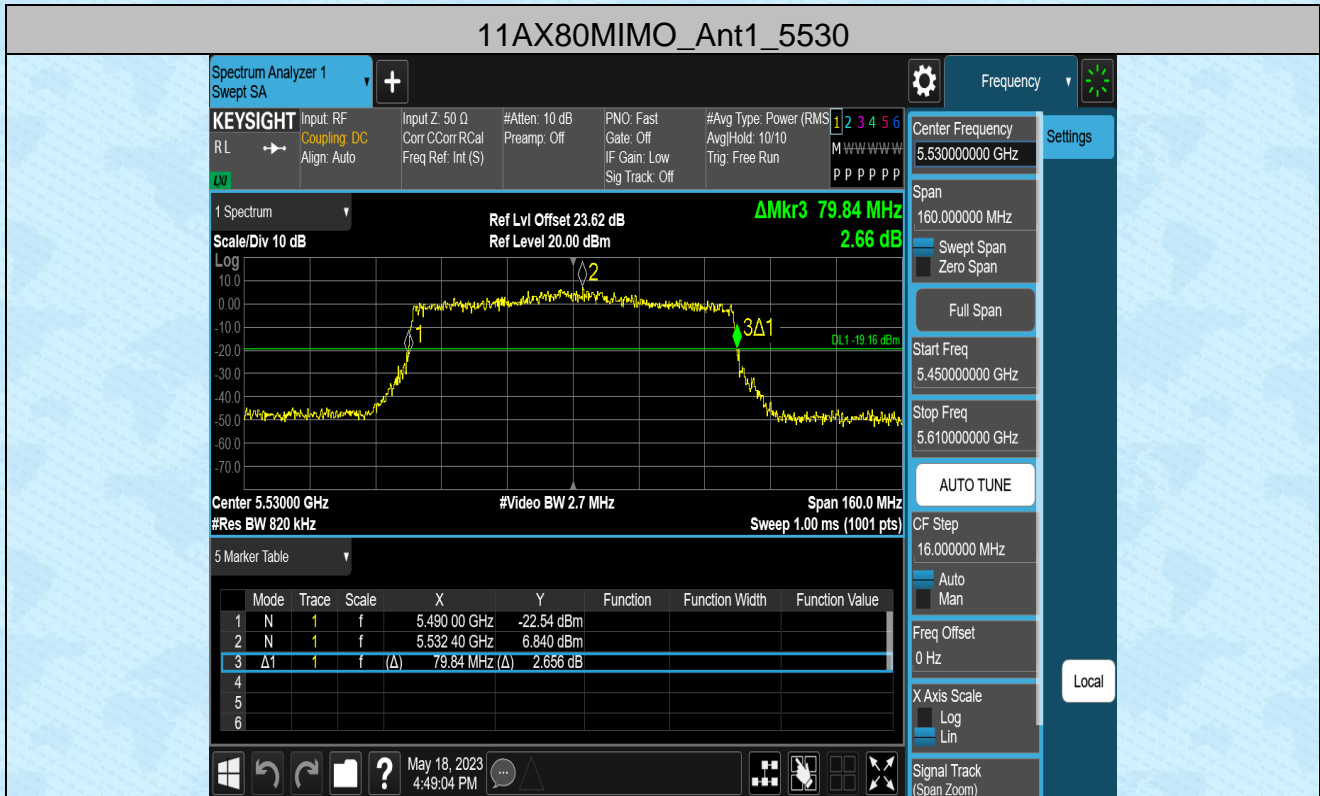 11AX80MIMO_Ant1_5530
Spectrum Analyzer 1
Swept SA
+
Frequency
KEYSIGHT
RL
LXI
Input: RF
Coupling: DC
Align: Auto
Input Z: 50 Ω
Corr CCorr RCal
Freq Ref: Int (S)
#Atten: 10 dB
Preamp: Off
PNO: Fast
Gate: Off
IF Gain: Low
Sig Track: Off
#Avg Type: Power (RMS
Avg|Hold: 10/10
Trig: Free Run
1 2 3 4 5 6
M W W W W W
P P P P P P
1 Spectrum
Scale/Div 10 dB
Ref Lvl Offset 23.62 dB
Ref Level 20.00 dBm
ΔMkr3 79.84 MHz
2.66 dB
Log
10.0
0.00
-10.0
-20.0
-30.0
-40.0
-50.0
-60.0
-70.0
1
2
3Δ1
DL1 -19.16 dBm
Center 5.53000 GHz
#Video BW 2.7 MHz
Span 160.0 MHz
#Res BW 820 kHz
Sweep 1.00 ms (1001 pts)
5 Marker Table
Mode Trace Scale X Y Function Function Width Function Value
1 N 1 f 5.490 00 GHz -22.54 dBm
2 N 1 f 5.532 40 GHz 6.840 dBm
3 Δ1 1 f (Δ) 79.84 MHz (Δ) 2.656 dB
4
5
6
?
May 18, 2023
4:49:04 PM
Center Frequency
5.530000000 GHz
Settings
Span
160.000000 MHz
Swept Span
Zero Span
Full Span
Start Freq
5.450000000 GHz
Stop Freq
5.610000000 GHz
AUTO TUNE
CF Step
16.000000 MHz
Auto
Man
Freq Offset
0 Hz
X Axis Scale
Log
Lin
Local
Signal Track
(Span Zoom)